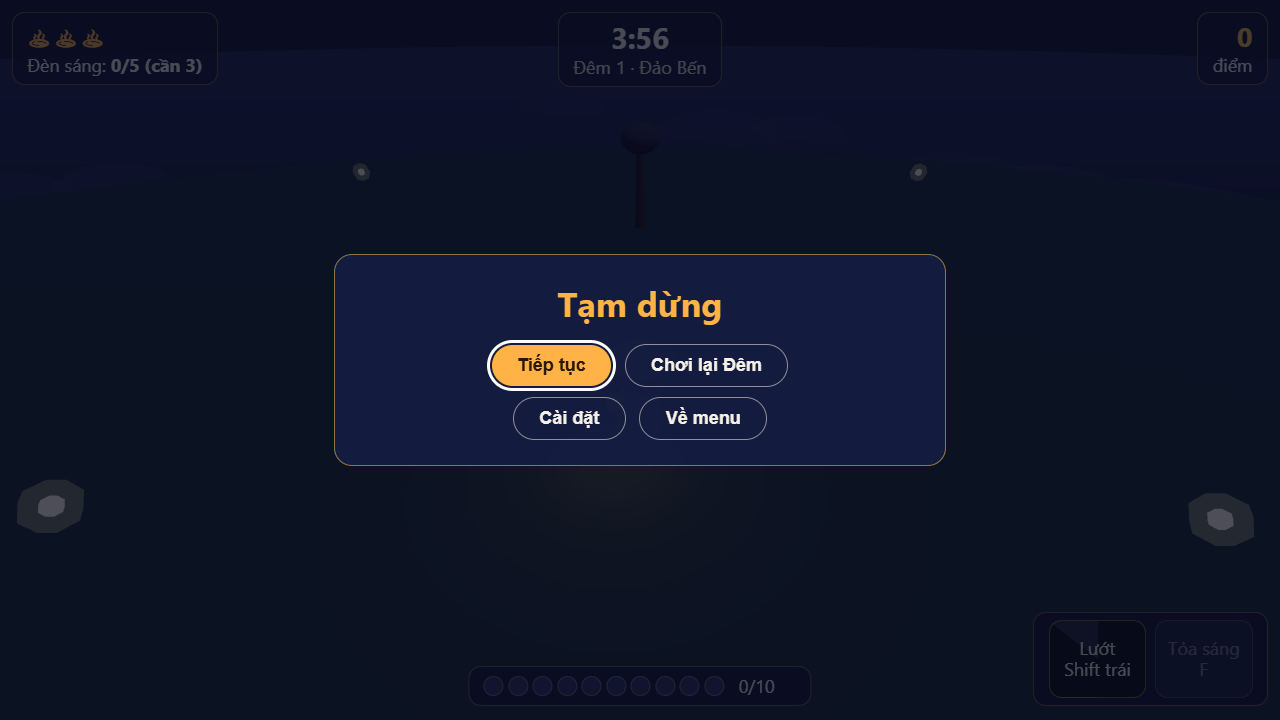 Đèn sáng: 0/5 (cần 3)
3:56
Đêm 1 · Đảo Bến
0
điểm
Tạm dừng
Tiếp tục
Chơi lại Đêm
Cài đặt
Về menu
0/10
Lướt
Shift trái
Tỏa sáng
F